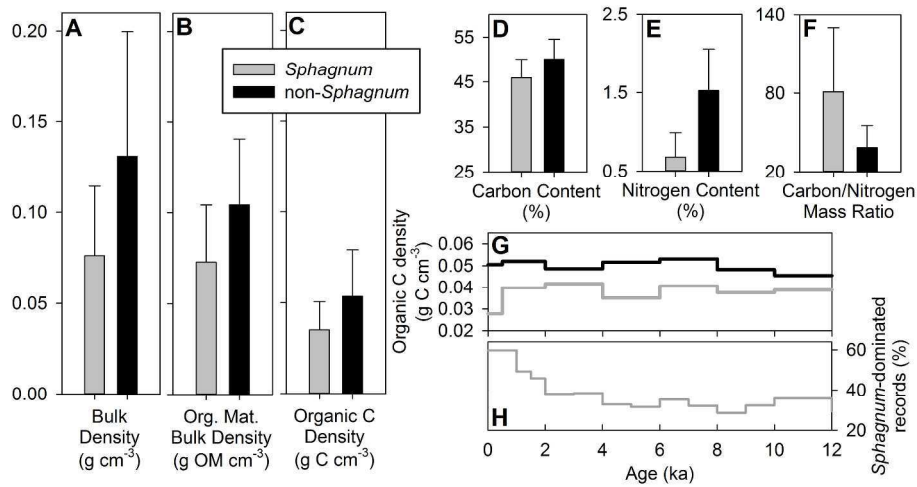 A
B
C
0.20
0.15
0.10
0.05
0.00
Sphagnum
non-Sphagnum
Bulk
Density
(g cm⁻³)
Org. Mat.
Bulk Density
(g OM cm⁻³)
Organic C
Density
(g C cm⁻³)
D
55
45
35
25
Carbon Content
(%)
E
2.5
1.5
0.5
Nitrogen Content
(%)
F
140
80
20
Carbon/Nitrogen
Mass Ratio
G
0.06
0.05
0.04
0.03
0.02
Organic C density
(g C cm⁻³)
H
60
40
20
Sphagnum-dominated
records (%)
0 2 4 6 8 10 12
Age (ka)